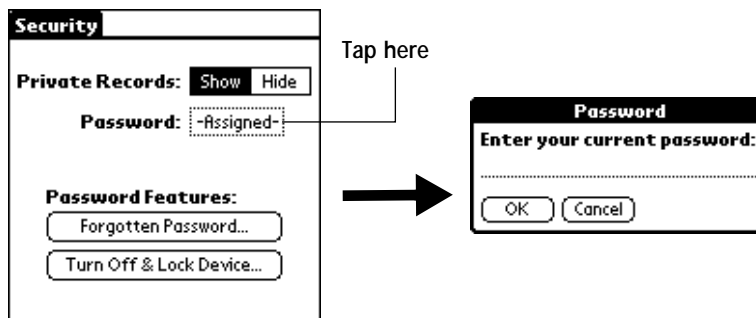 Security
Tap here
Private Records: Show Hide
Password: -Assigned-
Password
Enter your current password:
OK Cancel
Password Features:
Forgotten Password...
Turn Off & Lock Device...